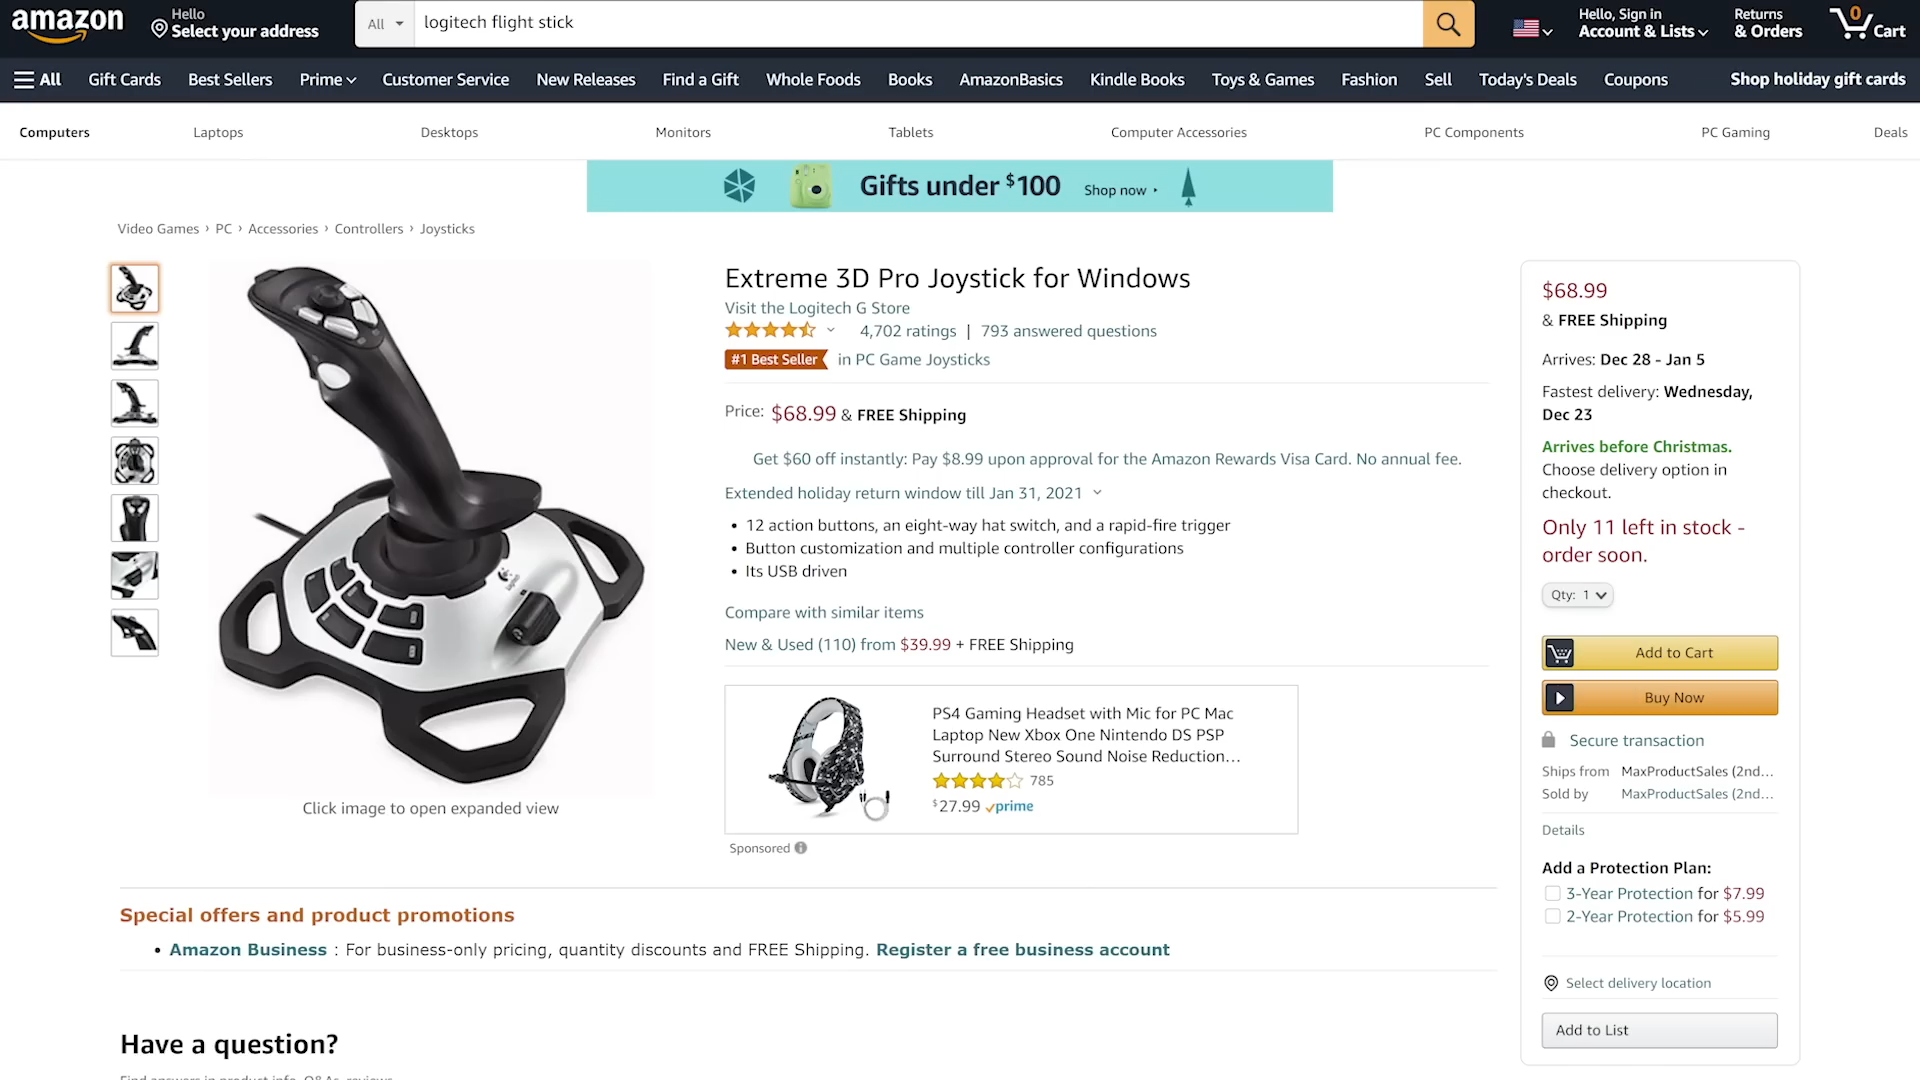 amazon
Hello
Select your address
All
logitech flight stick
Hello, Sign in
Account & Lists
Returns
& Orders
0
Cart
All
Gift Cards
Best Sellers
Prime
Customer Service
New Releases
Find a Gift
Whole Foods
Books
AmazonBasics
Kindle Books
Toys & Games
Fashion
Sell
Today's Deals
Coupons
Shop holiday gift cards
Computers
Laptops
Desktops
Monitors
Tablets
Computer Accessories
PC Components
PC Gaming
Deals
Gifts under $100 Shop now
Video Games › PC › Accessories › Controllers › Joysticks
Click image to open expanded view
Extreme 3D Pro Joystick for Windows
Visit the Logitech G Store
4,702 ratings | 793 answered questions
#1 Best Seller in PC Game Joysticks
Price: $68.99 & FREE Shipping
Get $60 off instantly: Pay $8.99 upon approval for the Amazon Rewards Visa Card. No annual fee.
Extended holiday return window till Jan 31, 2021
• 12 action buttons, an eight-way hat switch, and a rapid-fire trigger
• Button customization and multiple controller configurations
• Its USB driven
Compare with similar items
New & Used (110) from $39.99 + FREE Shipping
PS4 Gaming Headset with Mic for PC Mac
Laptop New Xbox One Nintendo DS PSP
Surround Stereo Sound Noise Reduction…
785
$27.99 prime
Sponsored
$68.99
& FREE Shipping
Arrives: Dec 28 - Jan 5
Fastest delivery: Wednesday,
Dec 23
Arrives before Christmas.
Choose delivery option in
checkout.
Only 11 left in stock -
order soon.
Qty: 1
Add to Cart
Buy Now
Secure transaction
Ships from MaxProductSales (2nd…
Sold by MaxProductSales (2nd…
Details
Add a Protection Plan:
3-Year Protection for $7.99
2-Year Protection for $5.99
Select delivery location
Add to List
Special offers and product promotions
• Amazon Business : For business-only pricing, quantity discounts and FREE Shipping. Register a free business account
Have a question?
Find answers in product info, Q&As, reviews